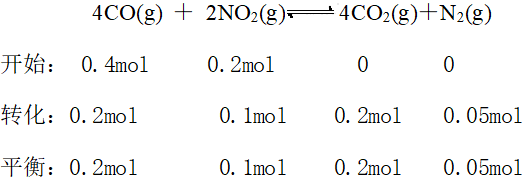 4CO(g) + 2NO₂(g)⇌4CO₂(g)+N₂(g)
开始: 0.4mol 0.2mol 0 0
转化: 0.2mol 0.1mol 0.2mol 0.05mol
平衡: 0.2mol 0.1mol 0.2mol 0.05mol